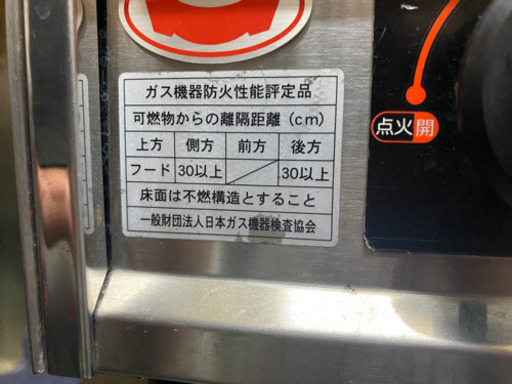 ガス機器防火性能評定品
可燃物からの離隔距離（cm）
上方 側方 前方 後方
フード 30以上 30以上
床面は不燃構造とすること
一般財団法人日本ガス機器検査協会
点火 開